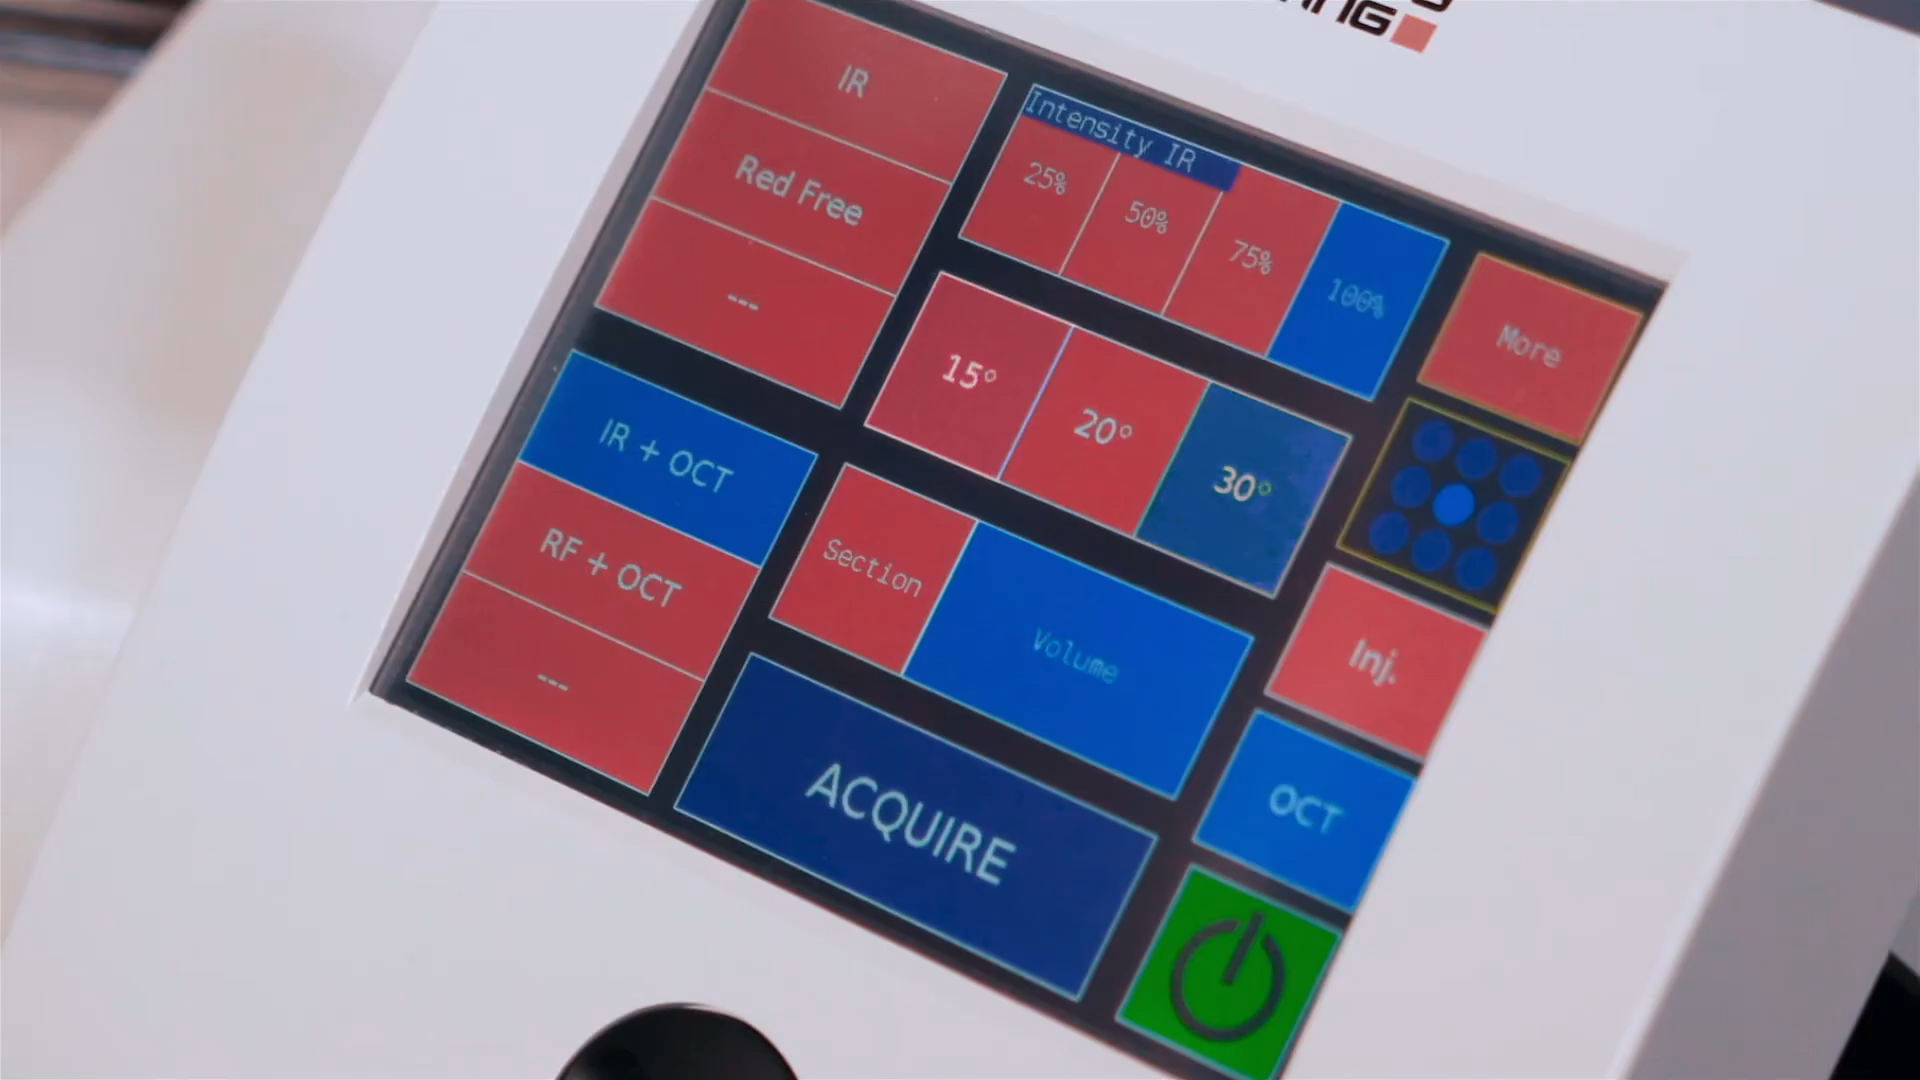 IR
Red Free
---
IR + OCT
RF + OCT
---
Intensity IR
25%
50%
75%
100%
15°
20°
30°
Section
Volume
ACQUIRE
More
Inj.
OCT